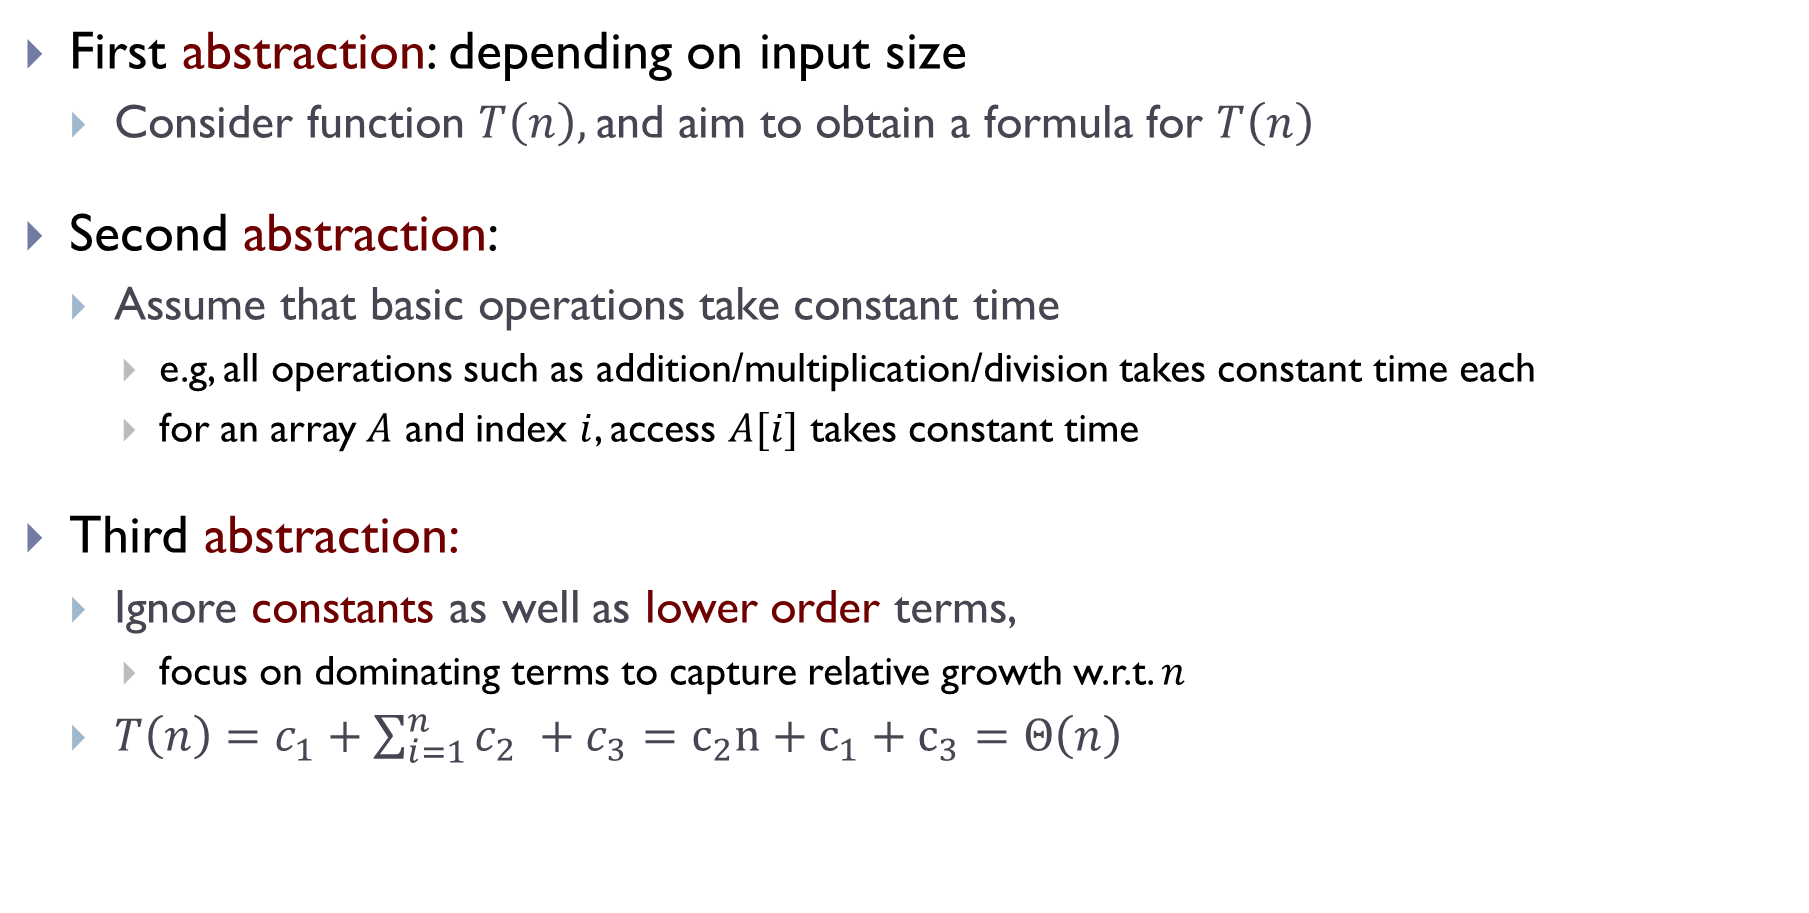 First abstraction: depending on input size
Consider function T(n), and aim to obtain a formula for T(n)
Second abstraction:
Assume that basic operations take constant time
e.g, all operations such as addition/multiplication/division takes constant time each
for an array A and index i, access A[i] takes constant time
Third abstraction:
Ignore constants as well as lower order terms,
focus on dominating terms to capture relative growth w.r.t. n
T(n) = c₁ + ∑ⁿᵢ₌₁ c₂ + c₃ = c₂n + c₁ + c₃ = Θ(n)